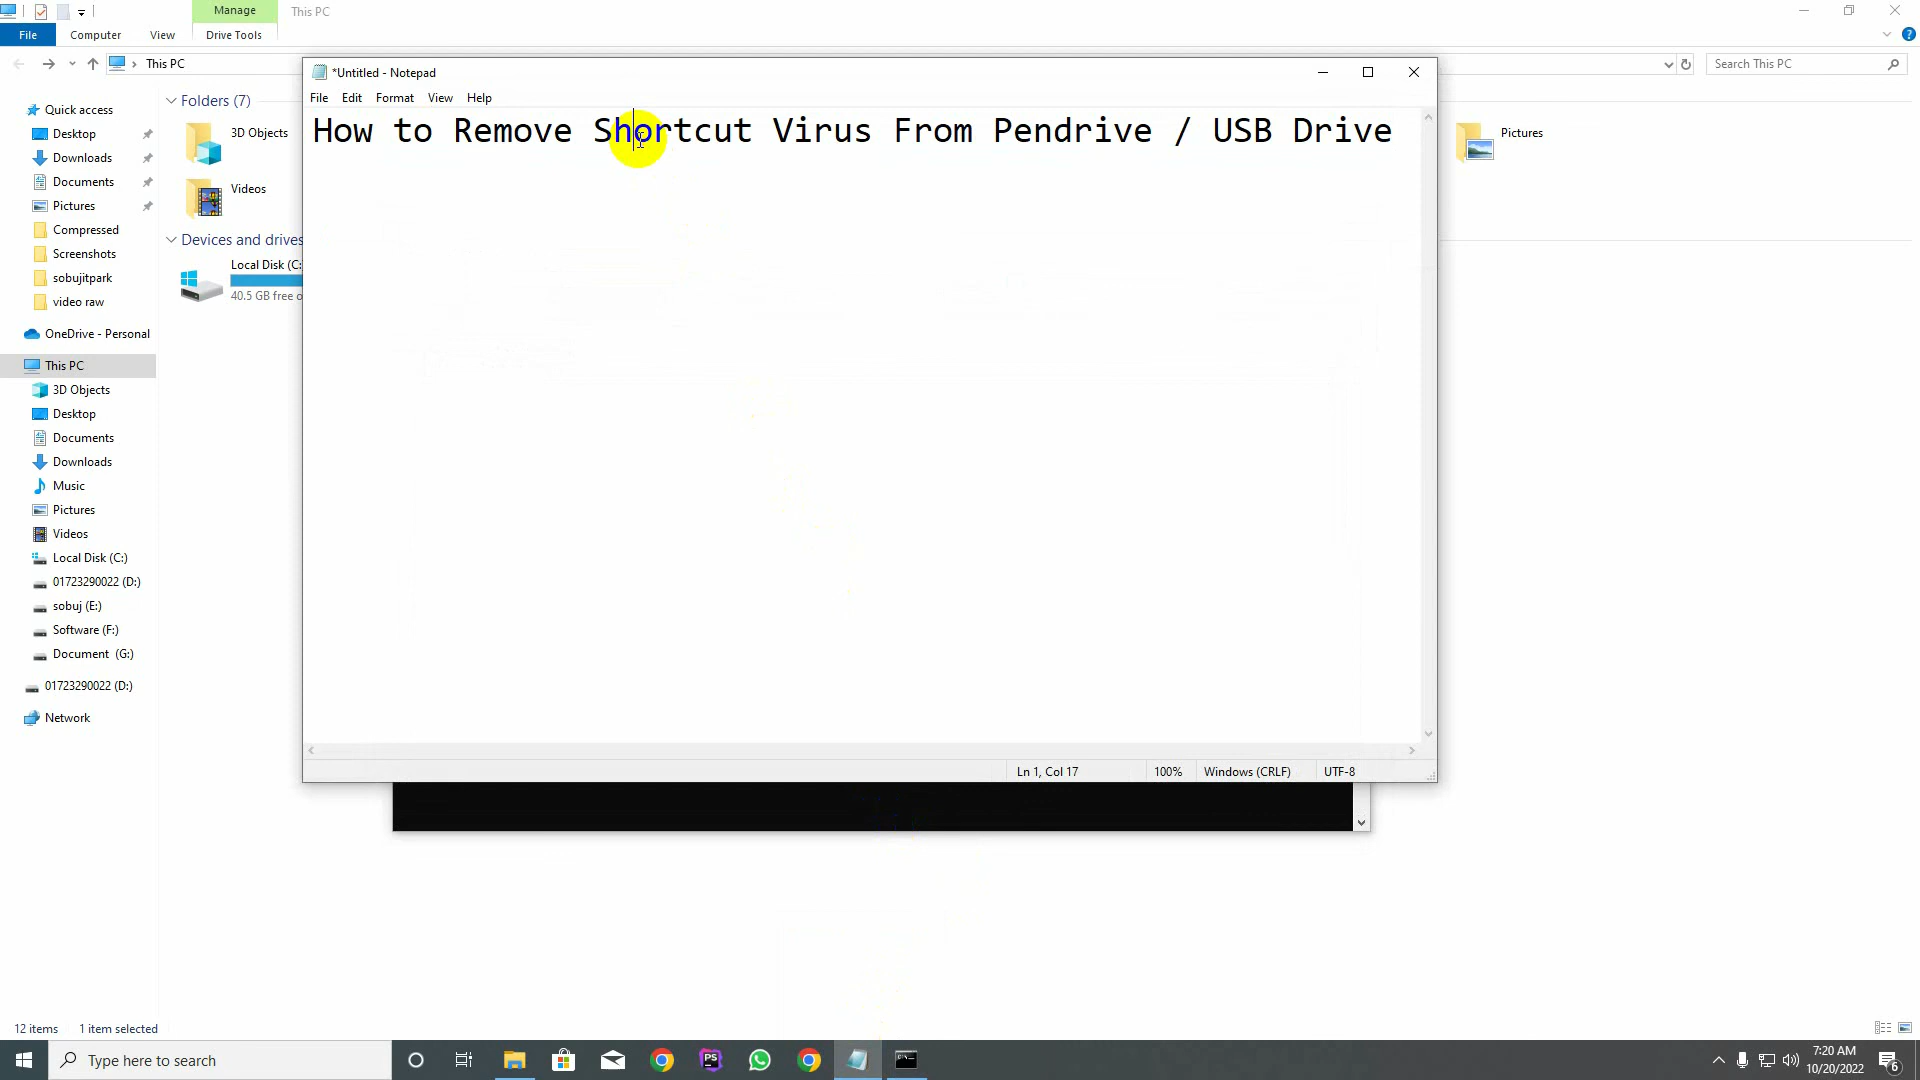 Manage
This PC
File
Computer
View
Drive Tools
This PC
Search This PC
Quick access
Desktop
Downloads
Documents
Pictures
Compressed
Screenshots
sobujitpark
video raw
OneDrive - Personal
This PC
3D Objects
Desktop
Documents
Downloads
Music
Pictures
Videos
Local Disk (C:)
01723290022 (D:)
sobuj (E:)
Software (F:)
Document (G:)
01723290022 (D:)
Network
Folders (7)
3D Objects
Videos
Devices and drives
Local Disk (C:
40.5 GB free o
Pictures
*Untitled - Notepad
File Edit Format View Help
How to Remove Shortcut Virus From Pendrive / USB Drive
Ln 1, Col 17
100%
Windows (CRLF)
UTF-8
12 items
1 item selected
Type here to search
PS
7:20 AM
10/20/2022
6